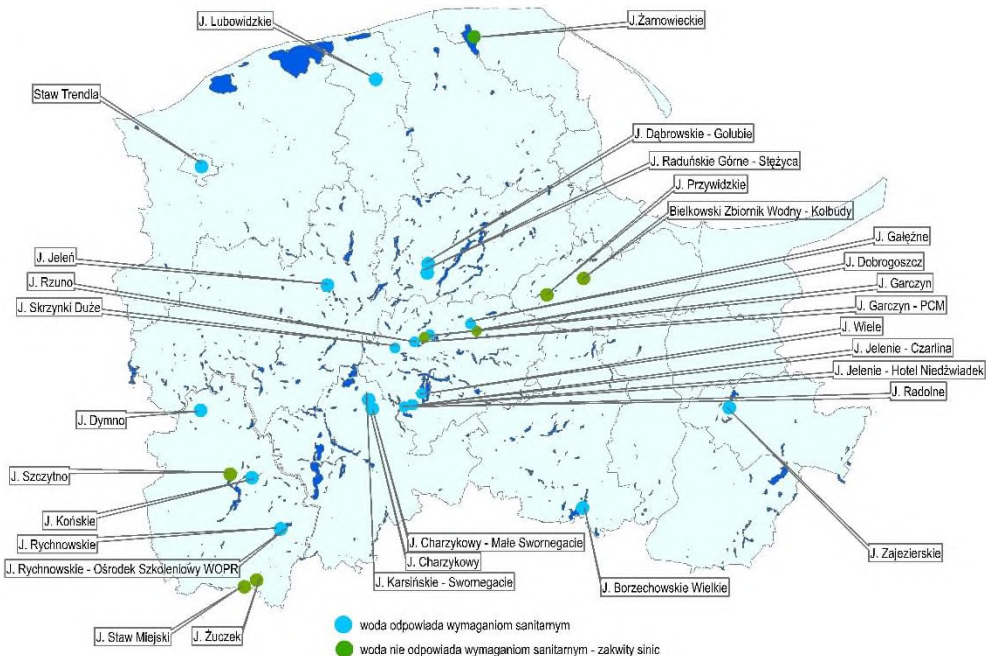 J. Lubowidzkie
J.Żarnowieckie
Staw Trendla
J. Dąbrowskie - Gołubie
J. Raduńskie Górne - Stężyca
J. Przywidzkie
Bielkowski Zbiornik Wodny - Kolbudy
J. Gałęźne
J. Jeleń
J. Dobrogoszcz
J. Rzuno
J. Garczyn
J. Skrzynki Duże
J. Garczyn - PCM
J. Wiele
J. Jelenie - Czarlina
J. Jelenie - Hotel Niedźwiadek
J. Radolne
J. Dymno
J. Szczytno
J. Końskie
J. Rychnowskie
J. Charzykowy - Małe Swornegacie
J. Zajezierskie
J. Charzykowy
J. Rychnowskie - Ośrodek Szkoleniowy WOPR
J. Karsińskie - Swornegacie
J. Borzechowskie Wielkie
J. Staw Miejski
J. Żuczek
woda odpowiada wymaganiom sanitarnym
woda nie odpowiada wymaganiom sanitarnym - zakwity sinic